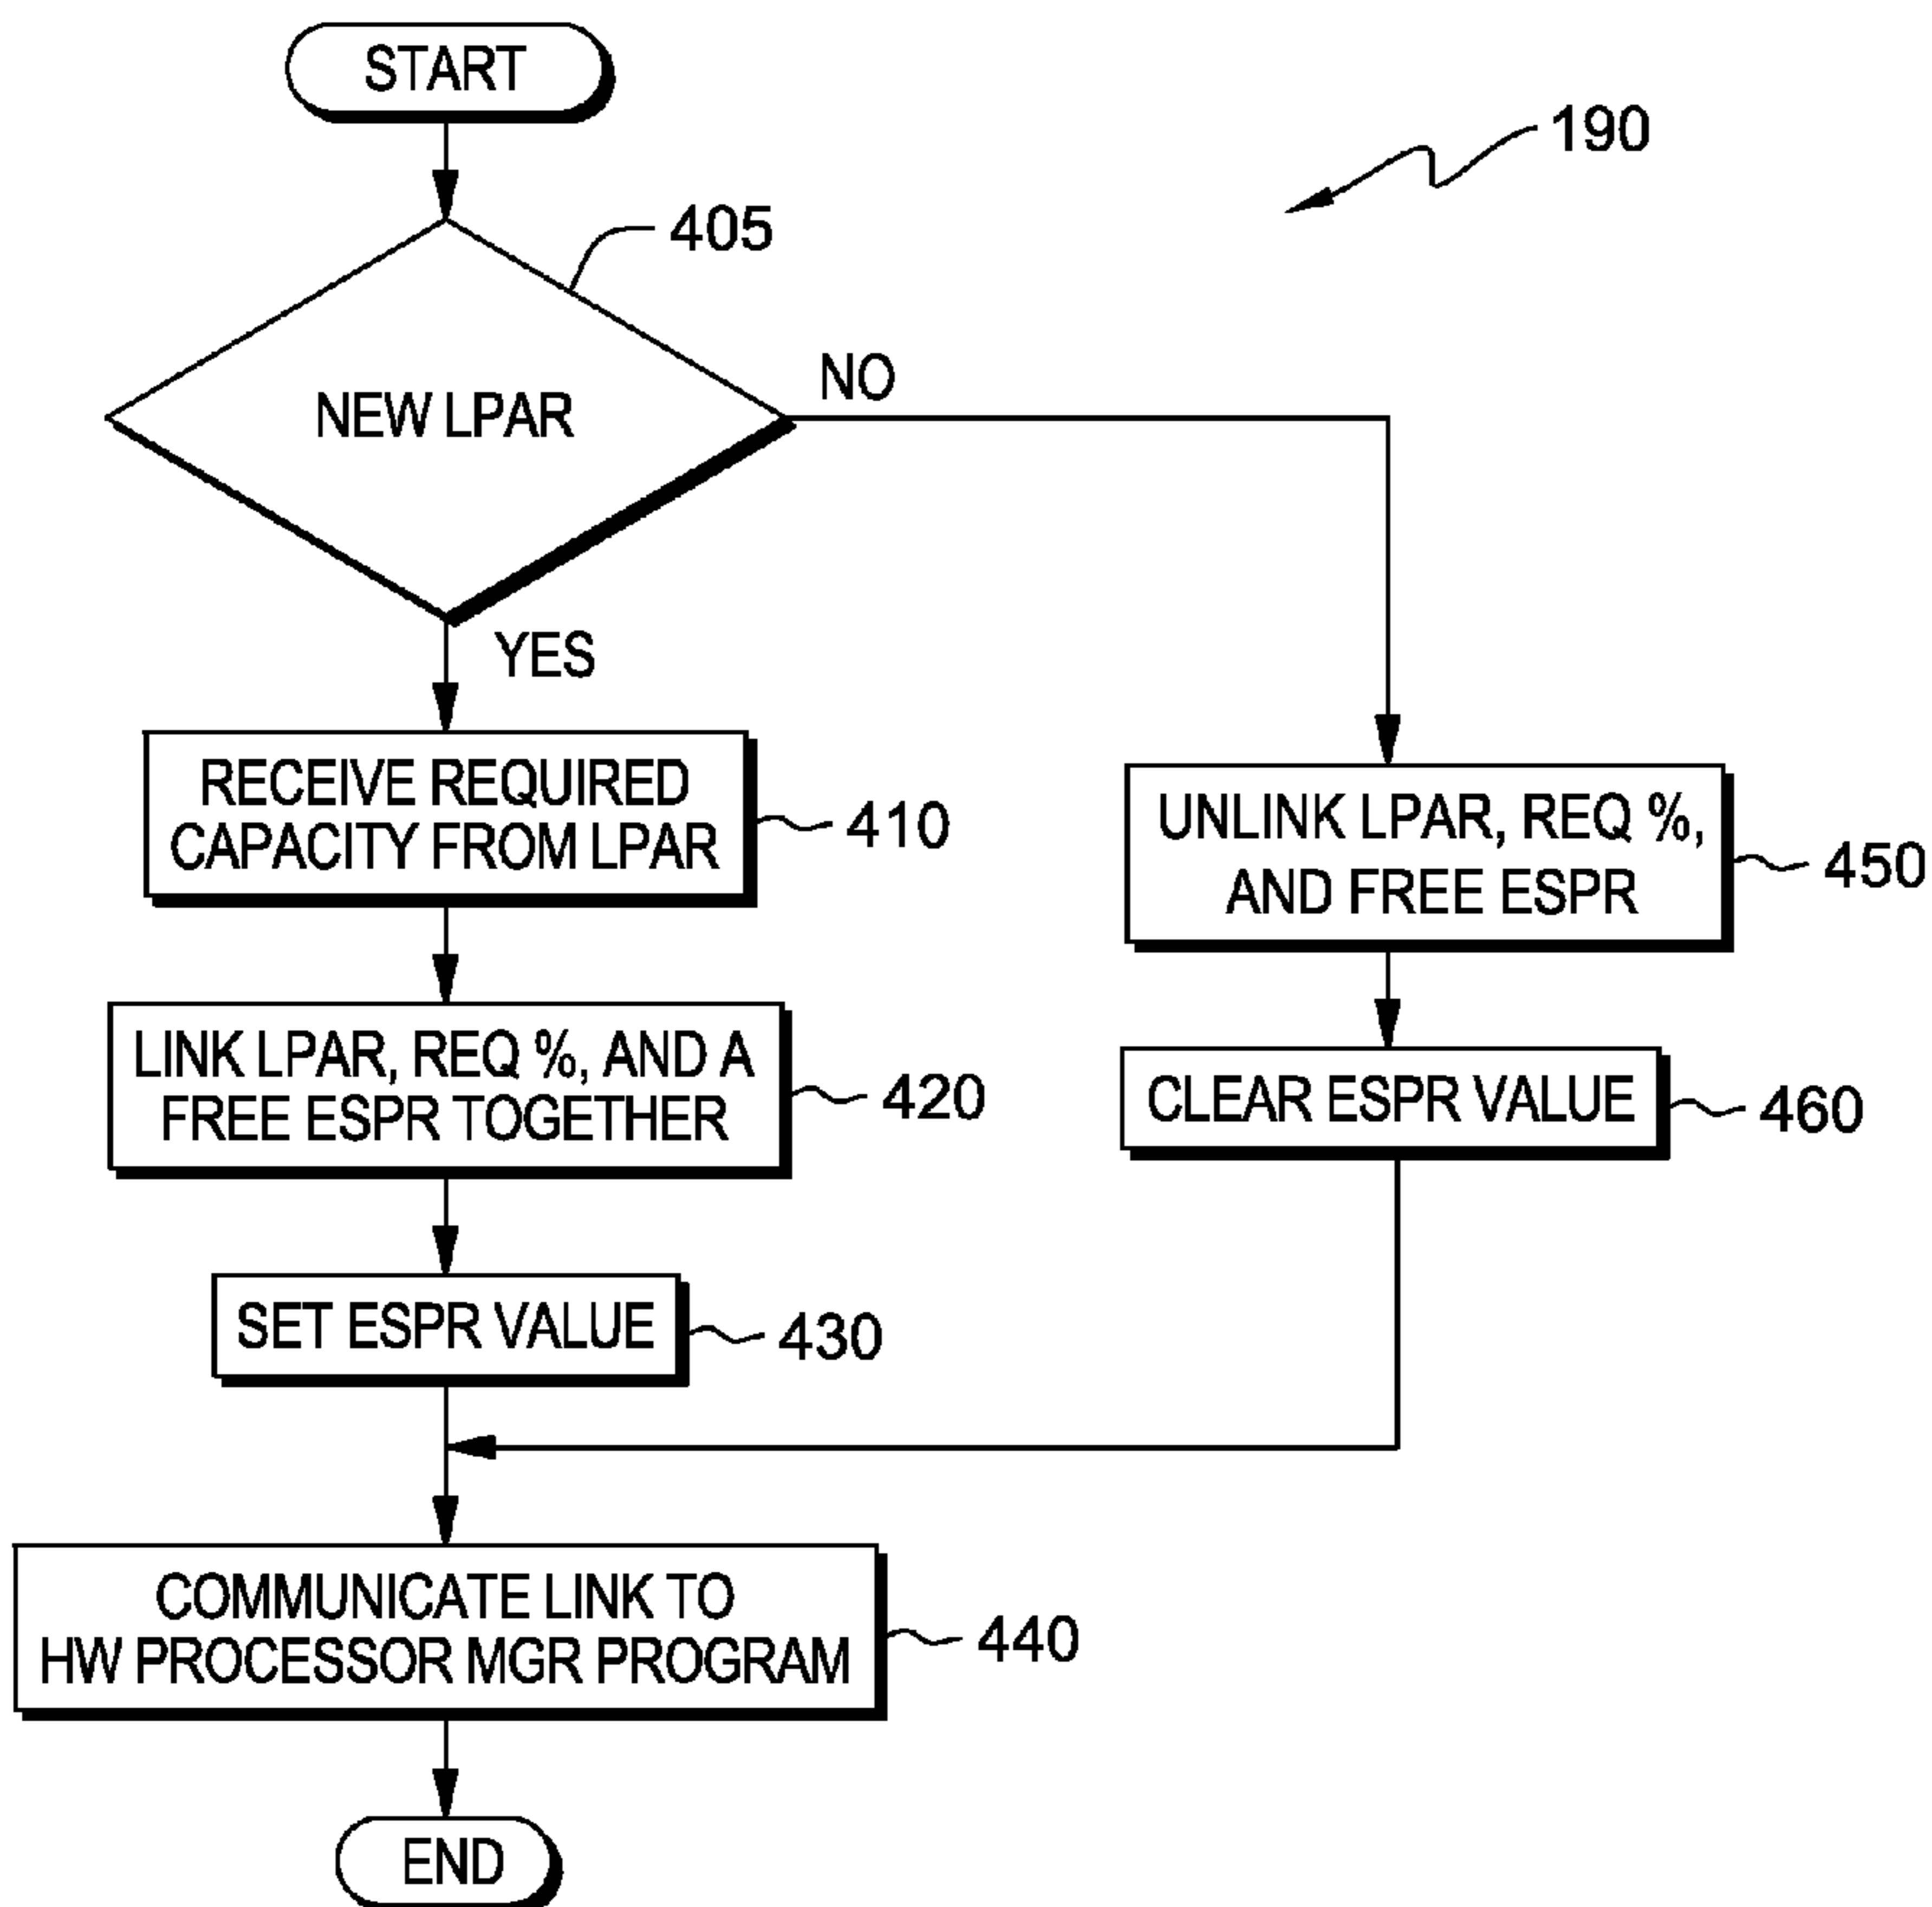 START
190
405
NEW LPAR
NO
YES
RECEIVE REQUIRED
CAPACITY FROM LPAR
410
UNLINK LPAR, REQ %,
AND FREE ESPR
450
LINK LPAR, REQ %, AND A
FREE ESPR TOGETHER
420
CLEAR ESPR VALUE
460
SET ESPR VALUE
430
COMMUNICATE LINK TO
HW PROCESSOR MGR PROGRAM
440
END